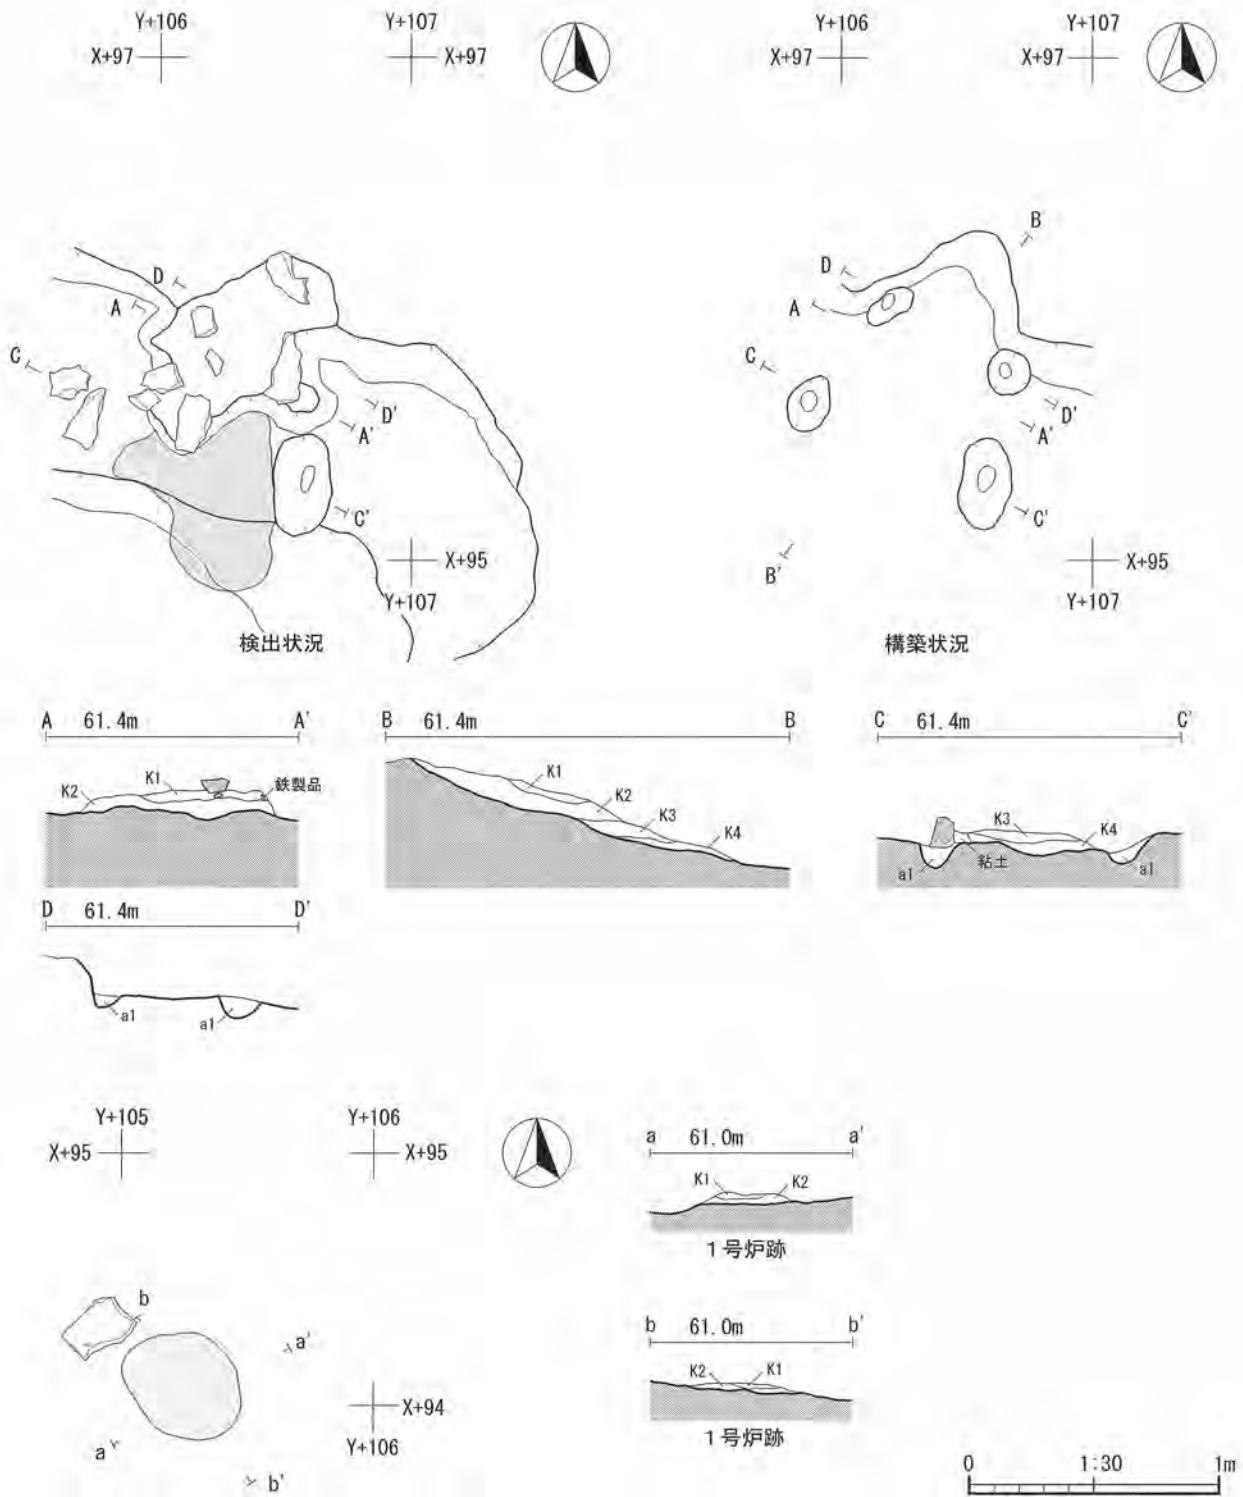 Y+106
X+97
Y+107
X+97
Y+106
X+97
Y+107
X+97
D
A
C
D'
A'
C'
X+95
Y+107
検出状況
B
D
A
C
D'
A'
C'
B'
X+95
Y+107
構築状況
A 61.4m A'
K2
K1
鉄製品
B 61.4m B
K1
K2
K3
K4
C 61.4m C'
K3
K4
a1
粘土
a1
D 61.4m D'
a1
a1
Y+105
X+95
Y+106
X+95
b
a'
a
b'
X+94
Y+106
a 61.0m a'
K1
K2
1号炉跡
b 61.0m b'
K2
K1
1号炉跡
0 1:30 1m